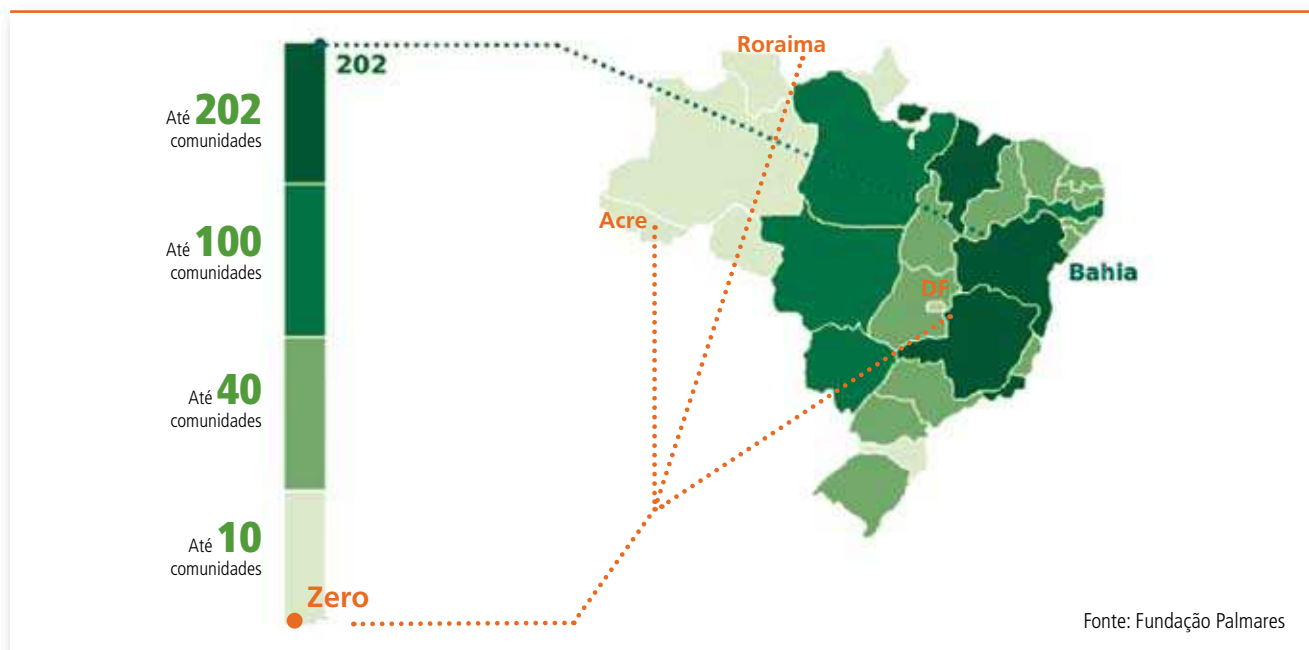 Roraima
202
Até 202
comunidades
Acre
Até 100
comunidades
Bahia
DF
Até 40
comunidades
Até 10
comunidades
Zero
Fonte: Fundação Palmares